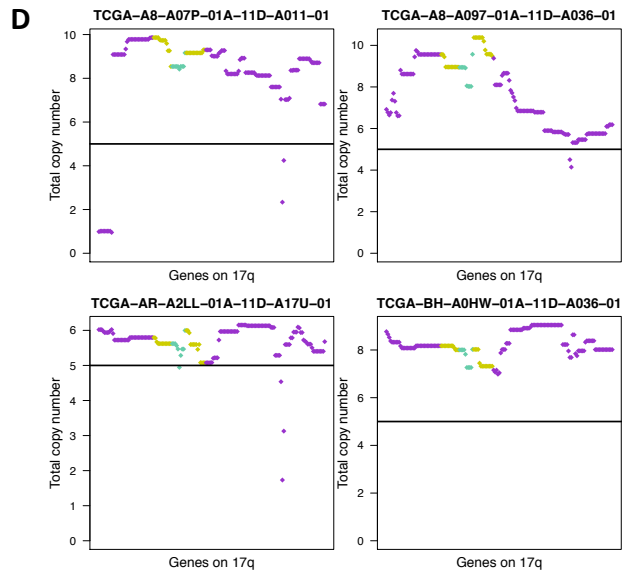 D
TCGA−A8−A07P−01A−11D−A011−01
10
8
6
4
2
0
Total copy number
Genes on 17q
TCGA−A8−A097−01A−11D−A036−01
10
8
6
4
2
0
Total copy number
Genes on 17q
TCGA−AR−A2LL−01A−11D−A17U−01
6
5
4
3
2
1
0
Total copy number
Genes on 17q
TCGA−BH−A0HW−01A−11D−A036−01
8
6
4
2
0
Total copy number
Genes on 17q